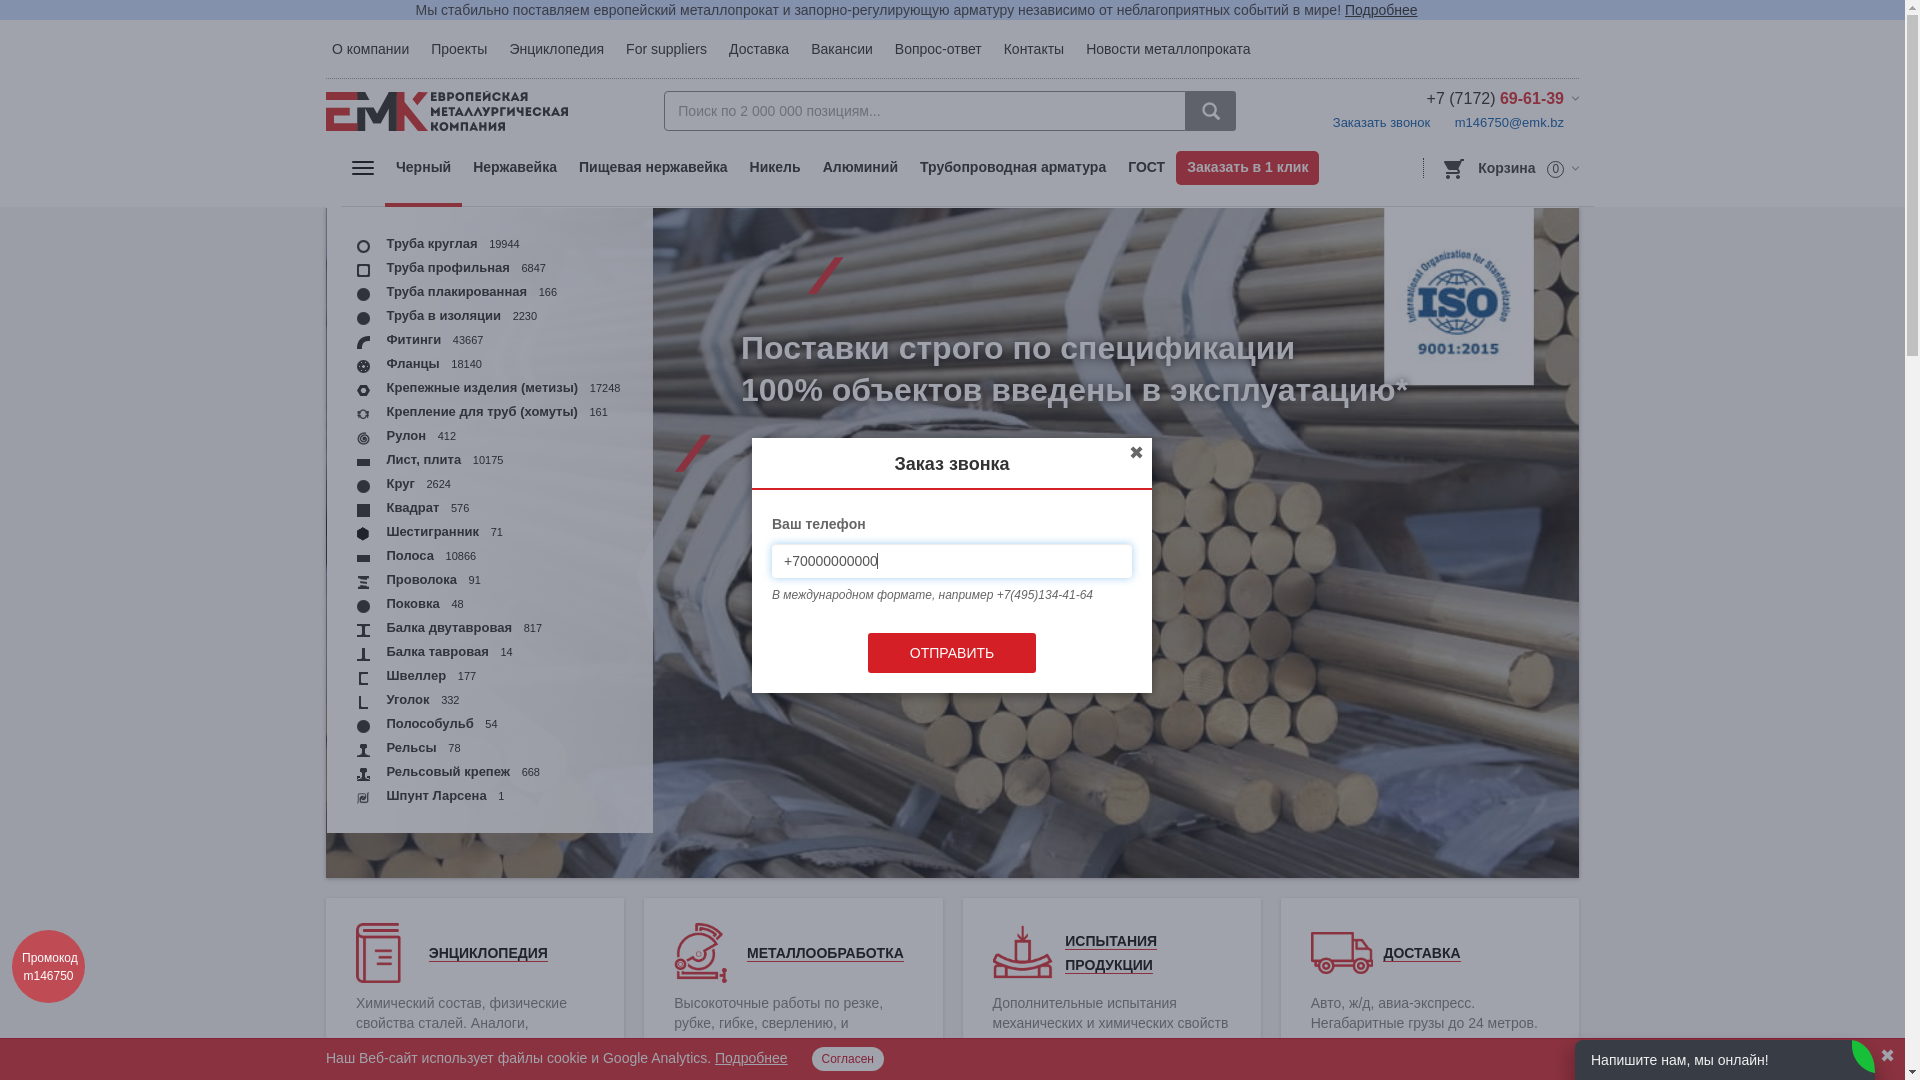 Мы стабильно поставляем европейский металлопрокат и запорно-регулирующую арматуру независимо от неблагоприятных событий в мире! Подробнее
О компании Проекты Энциклопедия For suppliers Доставка Вакансии Вопрос-ответ Контакты Новости металлопроката
ЕМК ЕВРОПЕЙСКАЯ
МЕТАЛЛУРГИЧЕСКАЯ
КОМПАНИЯ
Поиск по 2 000 000 позициям...
+7 (7172) 69-61-39
Заказать звонок m146750@emk.bz
Черный Нержавейка Пищевая нержавейка Никель Алюминий Трубопроводная арматура ГОСТ Заказать в 1 клик
Корзина 0
Труба круглая 19944
Труба профильная 6847
Труба плакированная 166
Труба в изоляции 2230
Фитинги 43667
Фланцы 18140
Крепежные изделия (метизы) 17248
Крепление для труб (хомуты) 161
Рулон 412
Лист, плита 10175
Круг 2624
Квадрат 576
Шестигранник 71
Полоса 10866
Проволока 91
Поковка 48
Балка двутавровая 817
Балка тавровая 14
Швеллер 177
Уголок 332
Полособульб 54
Рельсы 78
Рельсовый крепеж 668
Шпунт Ларсена 1
Поставки строго по спецификации
100% объектов введены в эксплуатацию*
International Organization for Standardization
ISO
9001:2015
Заказ звонка
✖
Ваш телефон
+70000000000
В международном формате, например +7(495)134-41-64
ОТПРАВИТЬ
Промокод
m146750
ЭНЦИКЛОПЕДИЯ
Химический состав, физические
свойства сталей. Аналоги,
МЕТАЛЛООБРАБОТКА
Высокоточные работы по резке,
рубке, гибке, сверлению, и
ИСПЫТАНИЯ
ПРОДУКЦИИ
Дополнительные испытания
механических и химических свойств
ДОСТАВКА
Авто, ж/д, авиа-экспресс.
Негабаритные грузы до 24 метров.
Наш Веб-сайт использует файлы cookie и Google Analytics. Подробнее Согласен
Напишите нам, мы онлайн!
✖